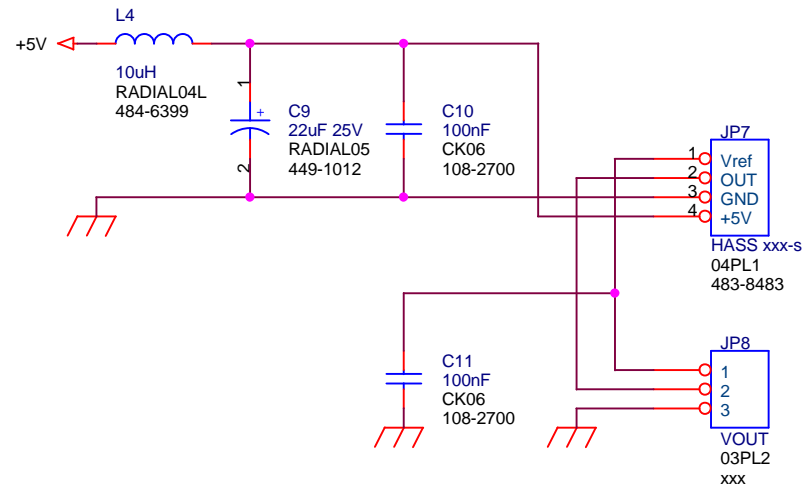 L4
+5V
10uH
RADIAL04L
484-6399
1
2
+
C9
22uF 25V
RADIAL05
449-1012
C10
100nF
CK06
108-2700
JP7
1 Vref
2 OUT
3 GND
4 +5V
HASS xxx-s
04PL1
483-8483
C11
100nF
CK06
108-2700
JP8
1
2
3
VOUT
03PL2
xxx